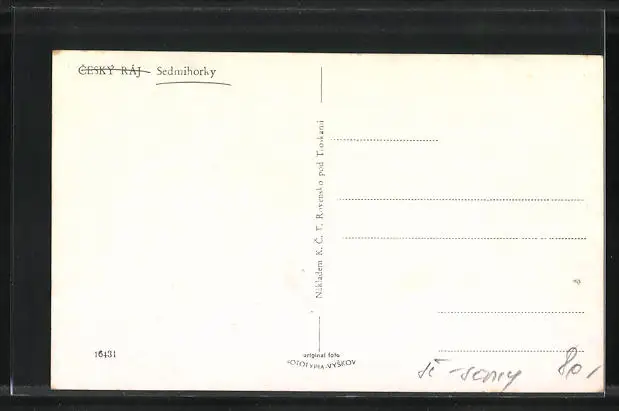 ČESKÝ RÁJ Sedmihorky
Nákladem K. Č. T. Rovensko pod Troskami
16431
original foto
FOTOTYPIA-VYŠKOV
80,